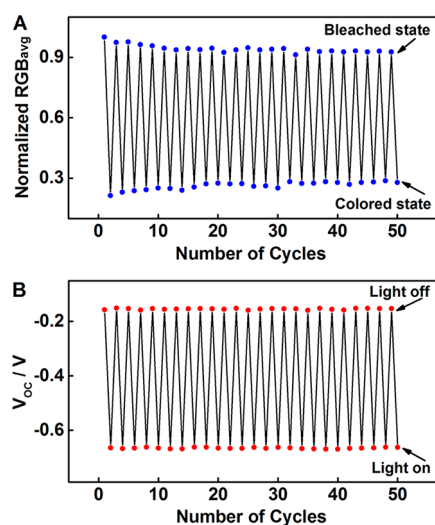 A
Normalized RGBavg
0.9
0.6
0.3
Bleached state
Colored state
0 10 20 30 40 50
Number of Cycles
B
VOC / V
-0.2
-0.4
-0.6
Light off
Light on
0 10 20 30 40 50
Number of Cycles